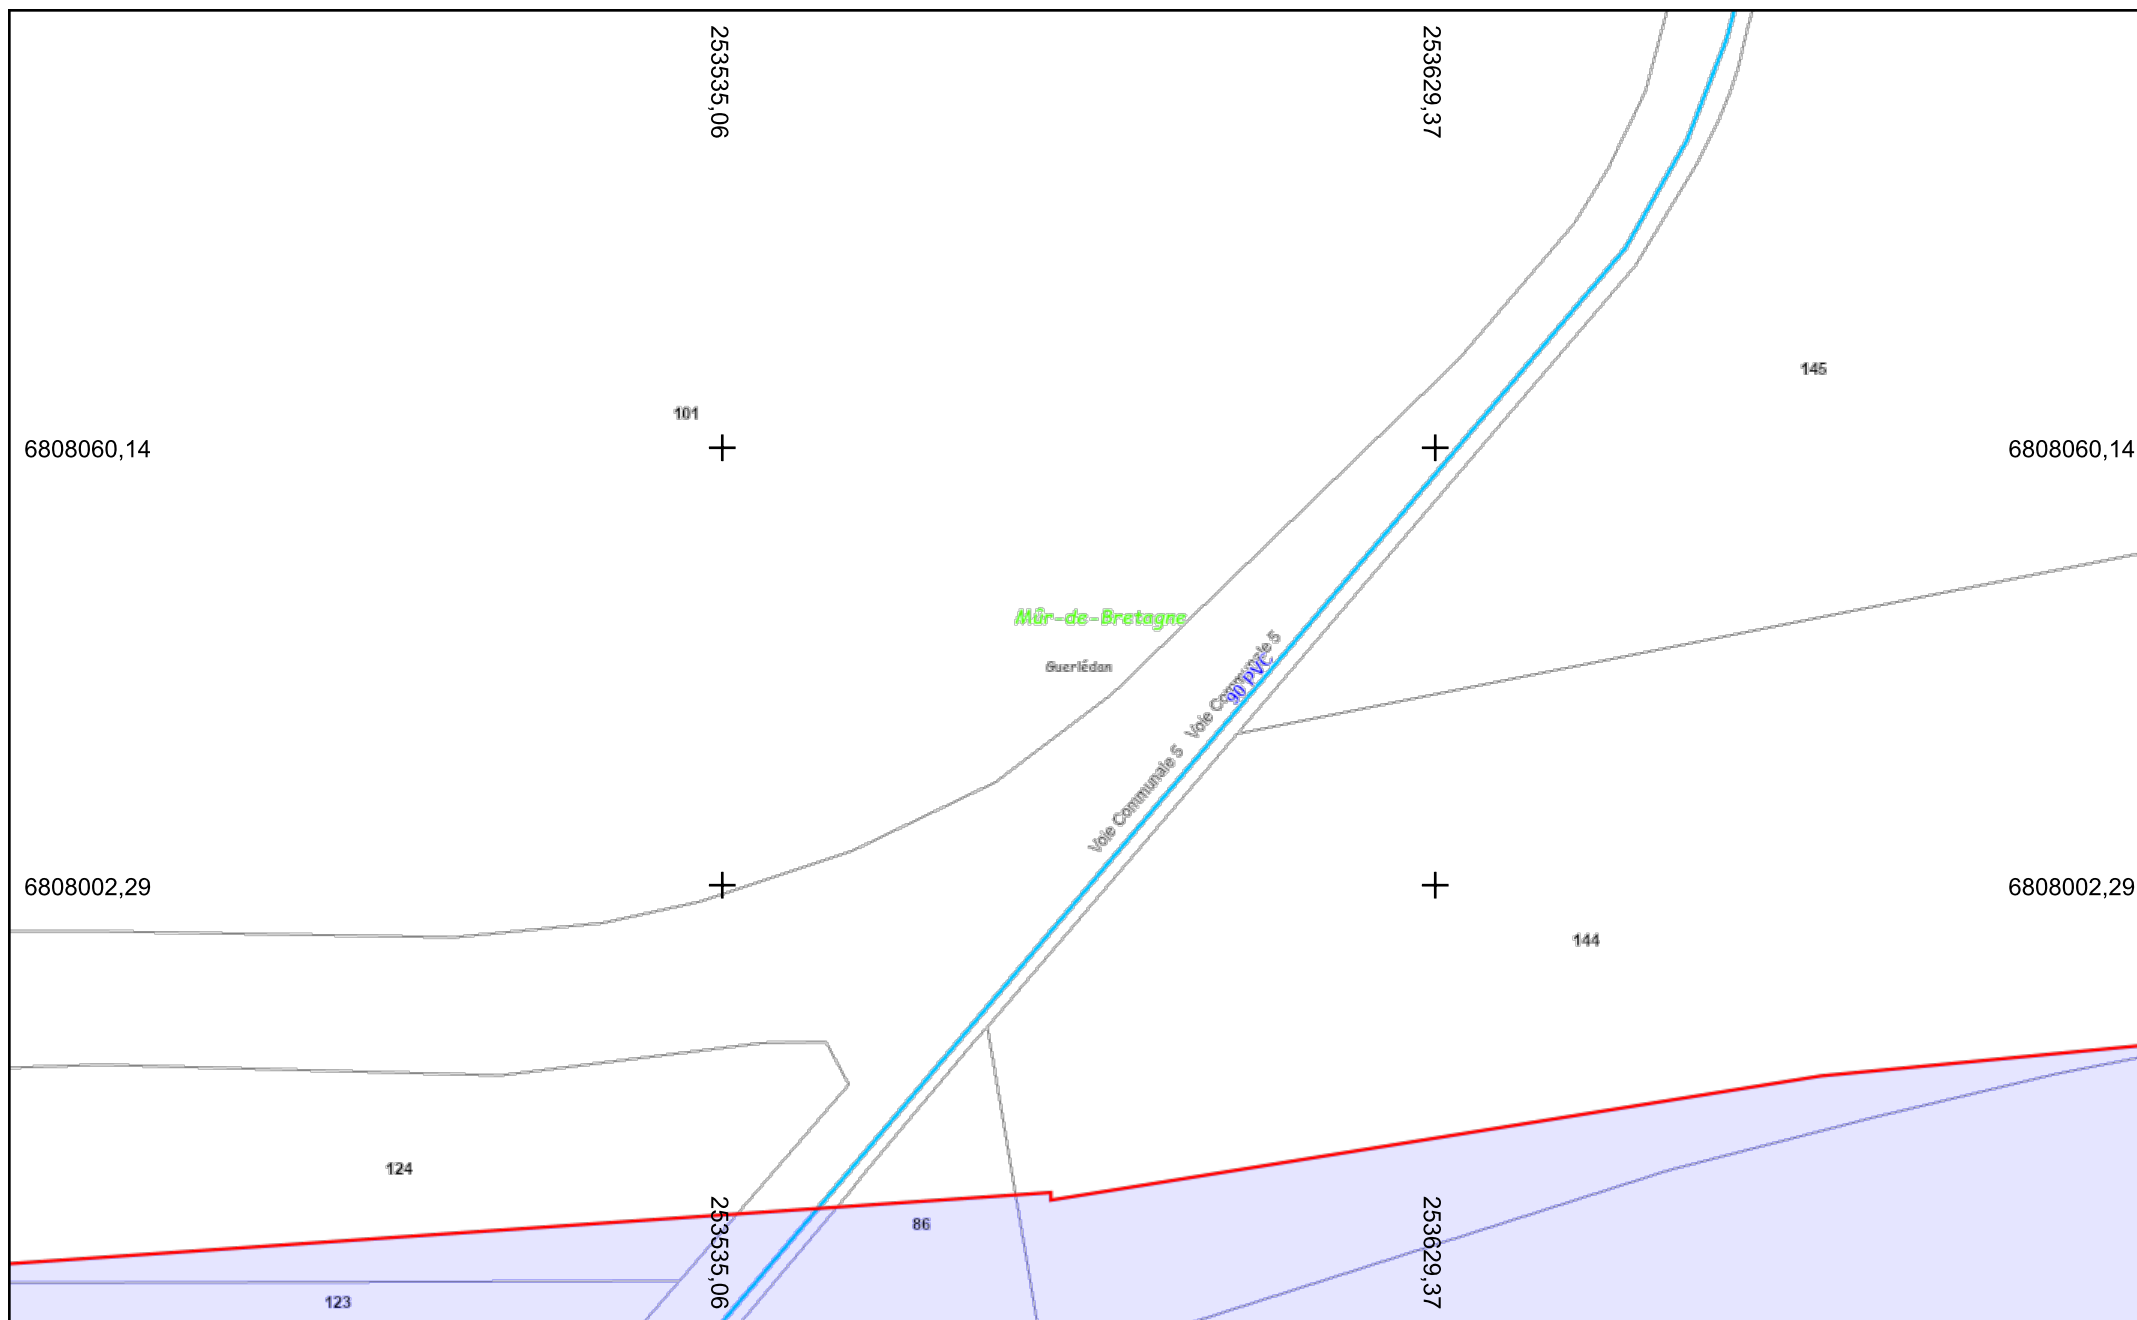 253535,06
253629,37
145
101
6808060,14
6808060,14
Mûr-de-Bretagne
Voie Communale 5
90 PVC
Guerlédan
Voie Communale 5
6808002,29
6808002,29
144
124
253535,06
253629,37
86
123